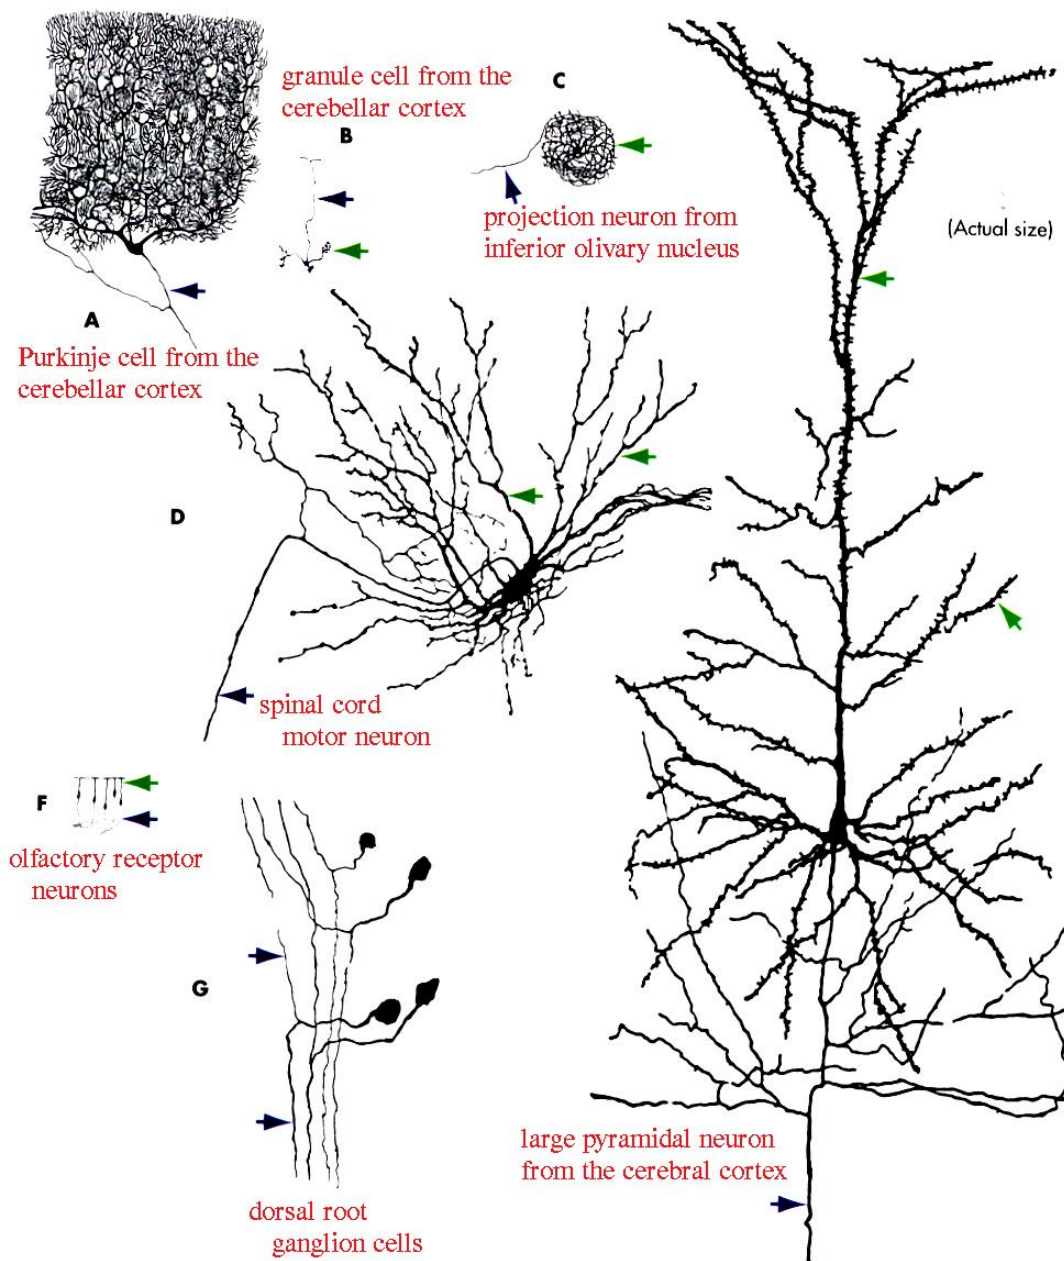 granule cell from the
cerebellar cortex
B
C
projection neuron from
inferior olivary nucleus
(Actual size)
A
Purkinje cell from the
cerebellar cortex
D
spinal cord
motor neuron
F
olfactory receptor
neurons
G
dorsal root
ganglion cells
large pyramidal neuron
from the cerebral cortex